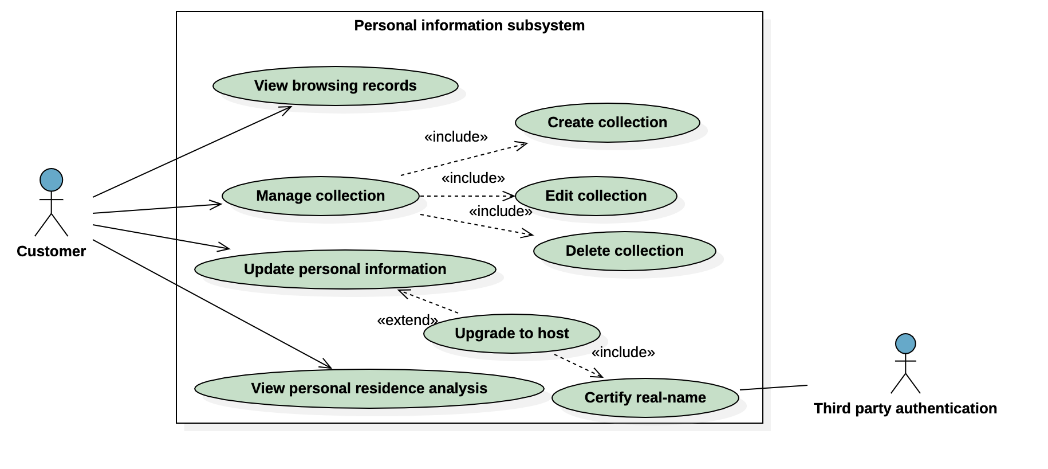 Personal information subsystem
View browsing records
Create collection
«include»
«include»
Manage collection
Edit collection
«include»
Customer
Delete collection
Update personal information
«extend»
Upgrade to host
«include»
View personal residence analysis
Certify real-name
Third party authentication